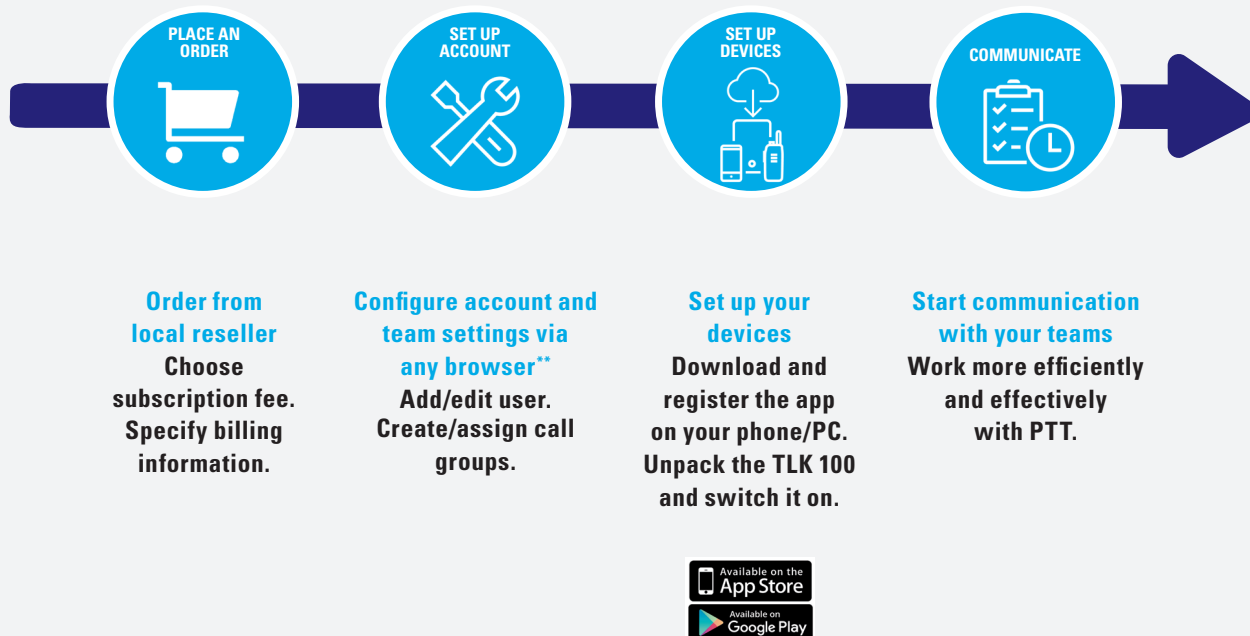 PLACE AN
ORDER
SET UP
ACCOUNT
SET UP
DEVICES
COMMUNICATE
Order from
local reseller
Choose
subscription fee.
Specify billing
information.
Configure account and
team settings via
any browser**
Add/edit user.
Create/assign call
groups.
Set up your
devices
Download and
register the app
on your phone/PC.
Unpack the TLK 100
and switch it on.
Start communication
with your teams
Work more efficiently
and effectively
with PTT.
Available on the
App Store
Available on
Google Play